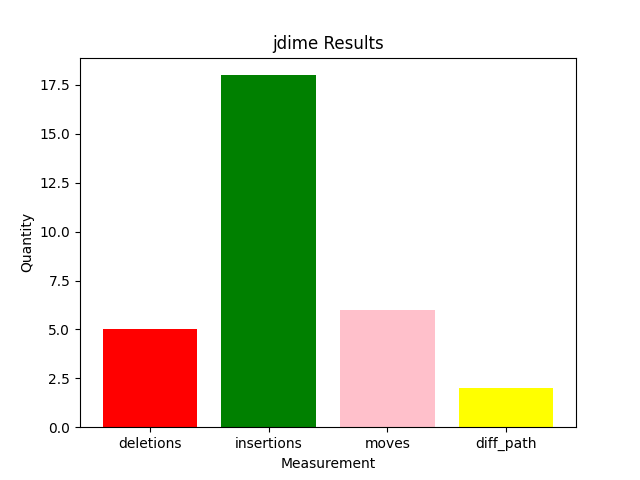 jdime Results
17.5
15.0
12.5
10.0
7.5
5.0
2.5
0.0
Quantity
deletions insertions moves diff_path
Measurement